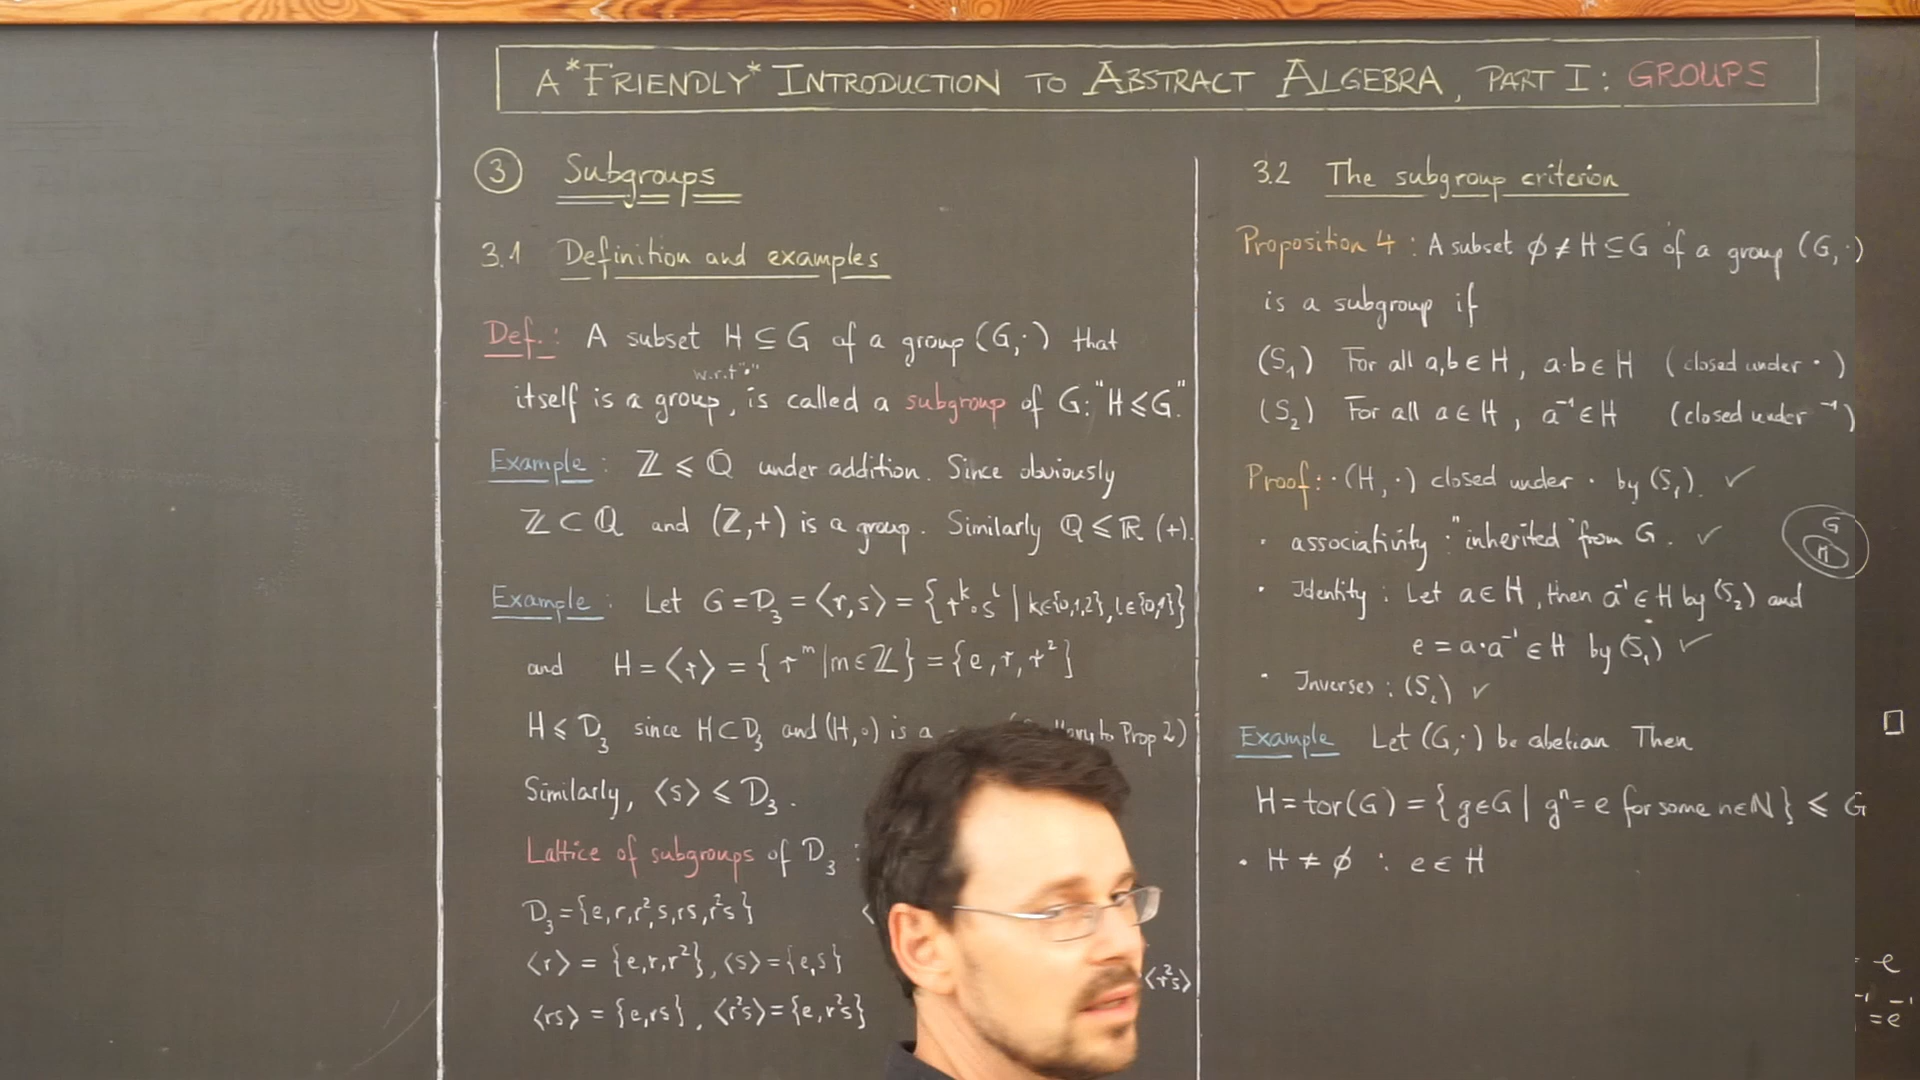 A *FRIENDLY* INTRODUCTION TO ABSTRACT ALGEBRA, PART I: GROUPS
③ Subgroups
3.1 Definition and examples
Def.: A subset H ⊆ G of a group (G,·) that
w.r.t "·"
itself is a group, is called a subgroup of G: "H ⩽ G".
Example: ℤ ⩽ ℚ under addition. Since obviously
ℤ ⊂ ℚ and (ℤ,+) is a group. Similarly ℚ ⩽ ℝ (+).
Example: Let G = D₃ = ⟨r,s⟩ = {r^k ∘ s^l | k∈{0,1,2}, l∈{0,1}}
and H = ⟨r⟩ = {r^m | m∈ℤ} = {e, r, r²}
H ⩽ D₃ since H ⊂ D₃ and (H,∘) is a to Prop 2)
Similarly, ⟨s⟩ ⩽ D₃.
Lattice of subgroups of D₃ :
D₃ = {e,r,r²,s,rs,r²s}
⟨r⟩ = {e,r,r²}, ⟨s⟩ = {e,s}
⟨r²s⟩
⟨rs⟩ = {e,rs}, ⟨r²s⟩ = {e,r²s}
3.2 The subgroup criterion
Proposition 4 : A subset ∅ ≠ H ⊆ G of a group (G,·)
is a subgroup if
(S₁) For all a,b ∈ H, a·b ∈ H (closed under ·)
(S₂) For all a ∈ H, a⁻¹ ∈ H (closed under ⁻¹)
Proof: · (H,·) closed under · by (S₁). ✓
· associativity : "inherited" from G. ✓
G
H
· Identity : Let a ∈ H, then a⁻¹ ∈ H by (S₂) and
e = a·a⁻¹ ∈ H by (S₁) ✓
· Inverses : (S₂) ✓
□
Example Let (G,·) be abelian. Then
H = tor(G) = {g∈G | gⁿ = e for some n∈ℕ} ⩽ G
· H ≠ ∅ : e ∈ H
= e
⁻¹ ⁻¹
= e